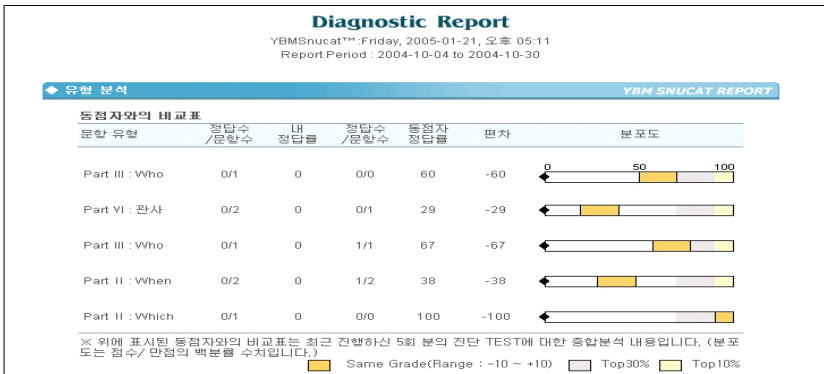 Diagnostic Report
YBMSnucat™:Friday, 2005-01-21, 오후 05:11
Report Period : 2004-10-04 to 2004-10-30
◆ 유형 분석 YBM SNUCAT REPORT
동점자와의 비교표
문항 유형 정답수/문항수 내 정답률 정답수/문항수 동점자 정답률 편차 분포도
0 50 100
Part III : Who 0/1 0 0/0 60 -60
Part VI : 관사 0/2 0 0/1 29 -29
Part III : Who 0/1 0 1/1 67 -67
Part II : When 0/2 0 1/2 38 -38
Part II : Which 0/1 0 0/0 100 -100
※ 위에 표시된 동점자와의 비교표는 최근 진행하신 5회 분의 진단 TEST에 대한 종합분석 내용입니다. (분포
도는 점수/ 만점의 백분률 수치입니다.)
Same Grade(Range : -10 ~ +10) Top30% Top10%